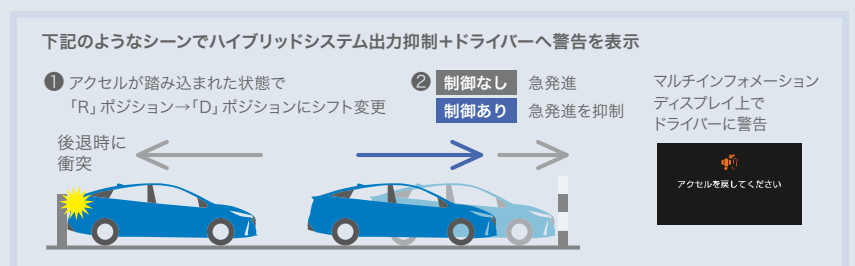 下記のようなシーンでハイブリッドシステム出力抑制＋ドライバーへ警告を表示
❶ アクセルが踏み込まれた状態で
「R」ポジション→「D」ポジションにシフト変更
後退時に
衝突
❷ 制御なし 急発進
制御あり 急発進を抑制
マルチインフォメーション
ディスプレイ上で
ドライバーに警告
アクセルを戻してください